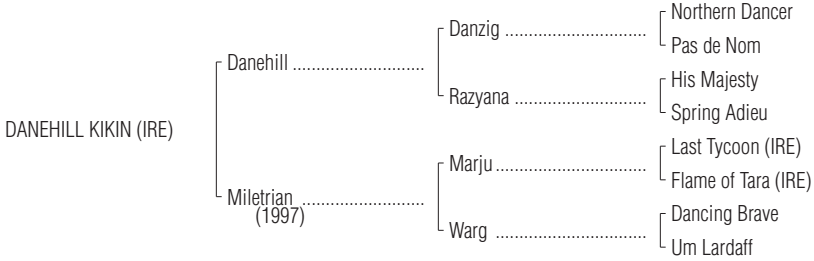 Northern Dancer
Danzig ..............................
Pas de Nom
Danehill ...........................
His Majesty
Razyana ............................
Spring Adieu
DANEHILL KIKIN (IRE)
Last Tycoon (IRE)
Marju ................................
Flame of Tara (IRE)
Miletrian .........................
(1997)
Dancing Brave
Warg ................................
Um Lardaff